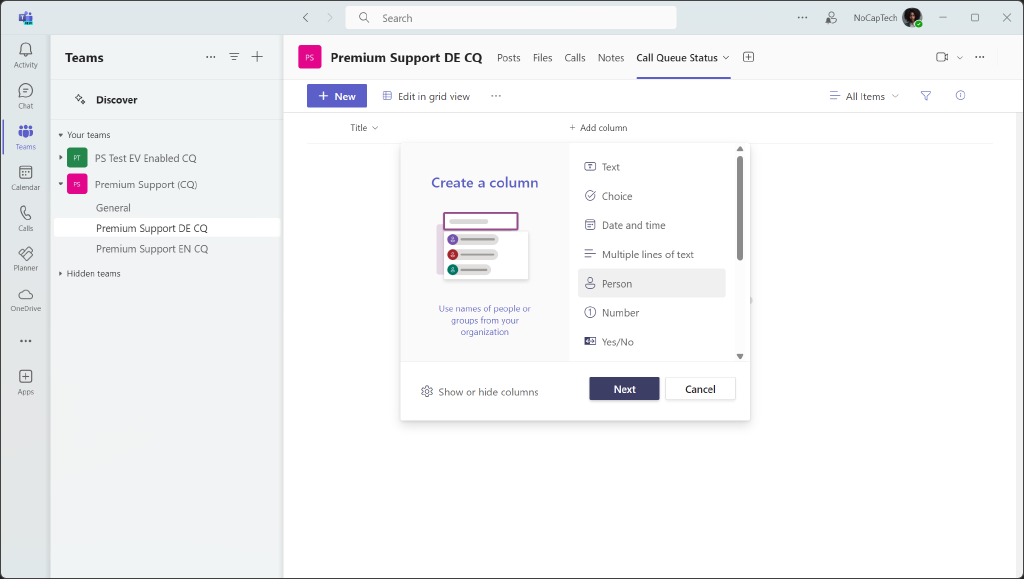 Search
NoCapTech
Activity
Chat
Teams
Calendar
Calls
Planner
OneDrive
Apps
Teams
Discover
Your teams
PT PS Test EV Enabled CQ
PS Premium Support (CQ)
General
Premium Support DE CQ
Premium Support EN CQ
Hidden teams
PS Premium Support DE CQ Posts Files Calls Notes Call Queue Status
New Edit in grid view All Items
Title + Add column
Create a column
Use names of people or
groups from your
organization
Text
Choice
Date and time
Multiple lines of text
Person
Number
Yes/No
Show or hide columns Next Cancel